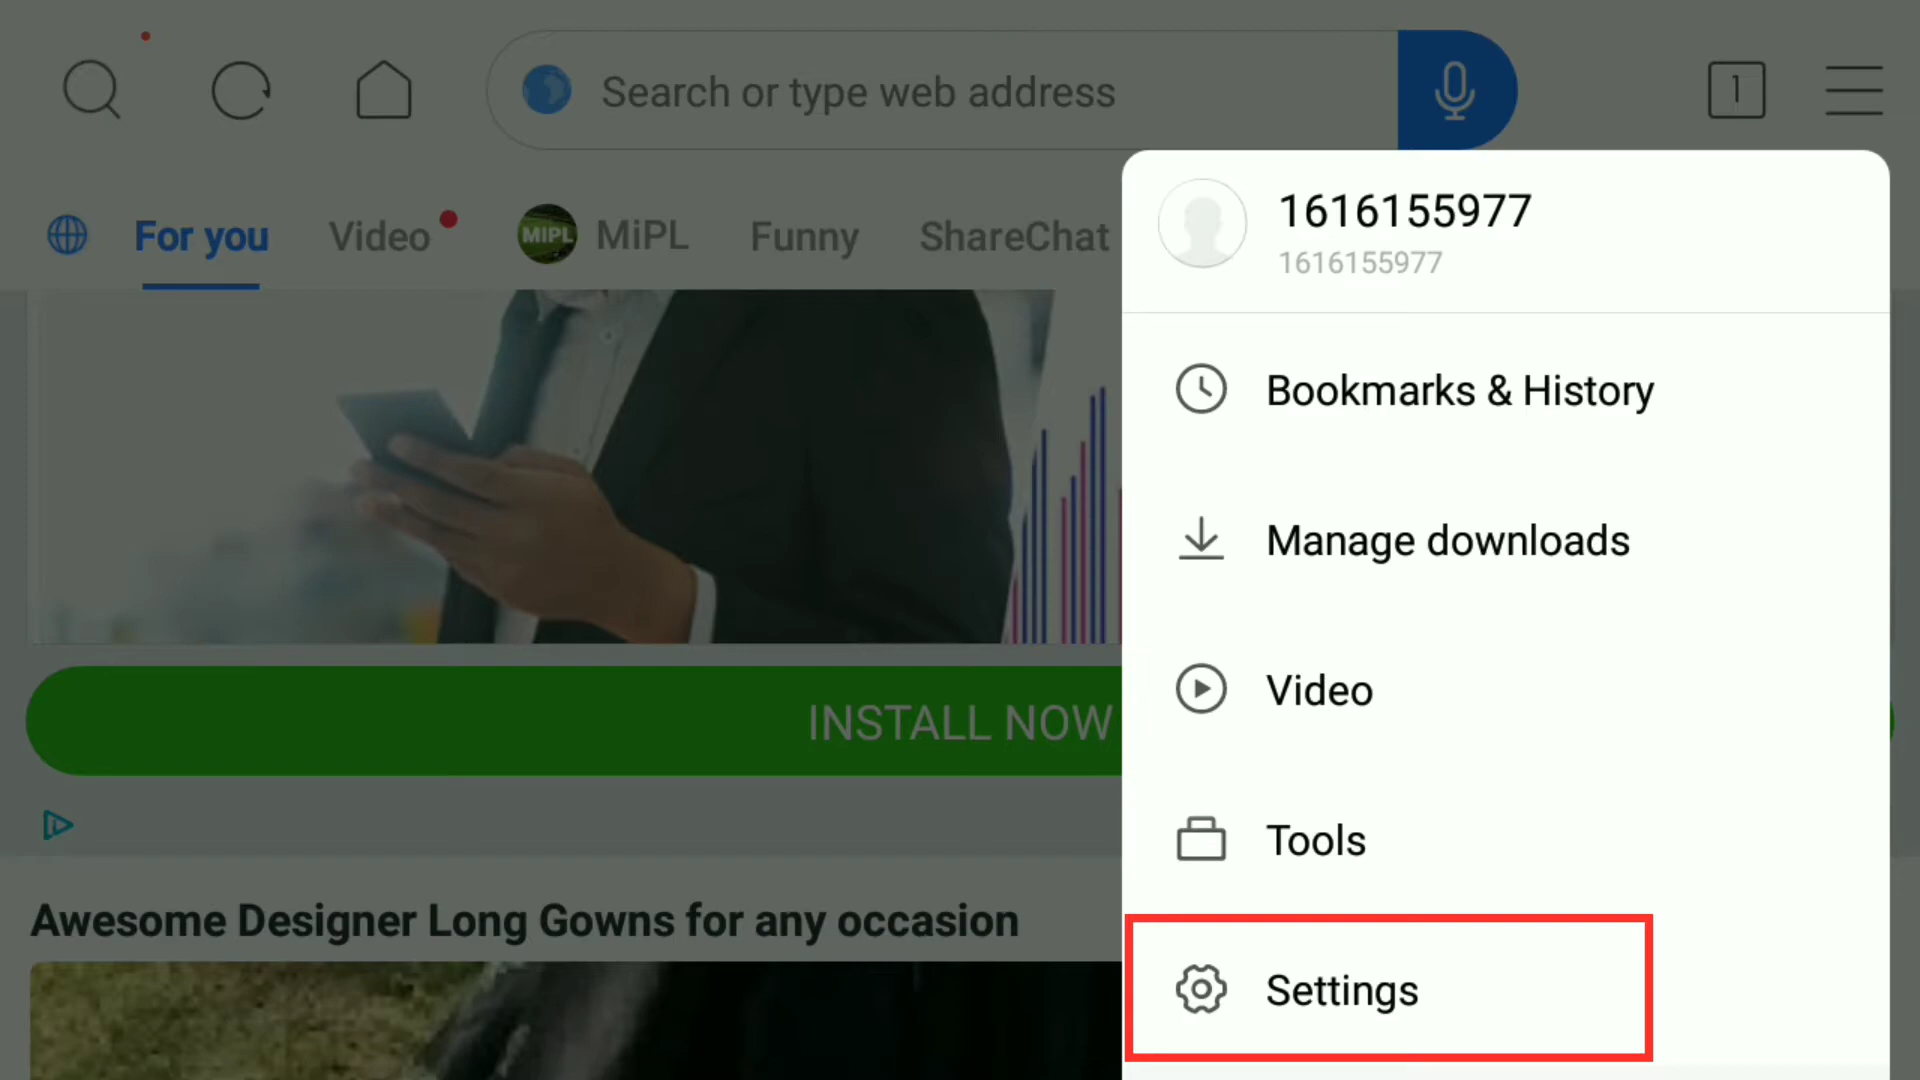 Search or type web address
1
For you
Video
MIPL
MiPL
Funny
ShareChat
1616155977
1616155977
Bookmarks & History
Manage downloads
Video
Tools
Settings
INSTALL NOW
Awesome Designer Long Gowns for any occasion